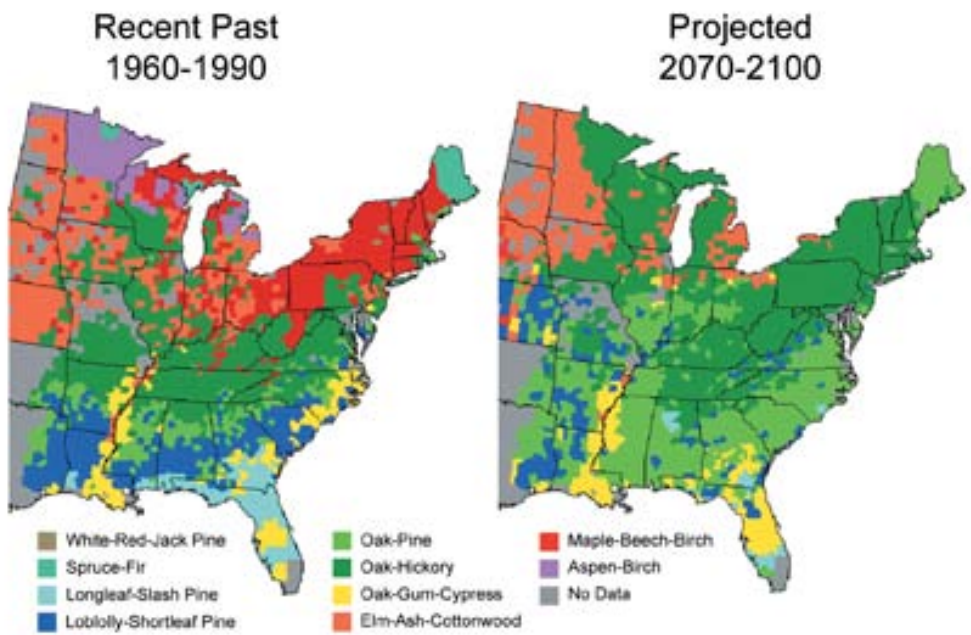 Recent Past
1960-1990
Projected
2070-2100
White-Red-Jack Pine
Spruce-Fir
Longleaf-Slash Pine
Loblolly-Shortleaf Pine
Oak-Pine
Oak-Hickory
Oak-Gum-Cypress
Elm-Ash-Cottonwood
Maple-Beech-Birch
Aspen-Birch
No Data